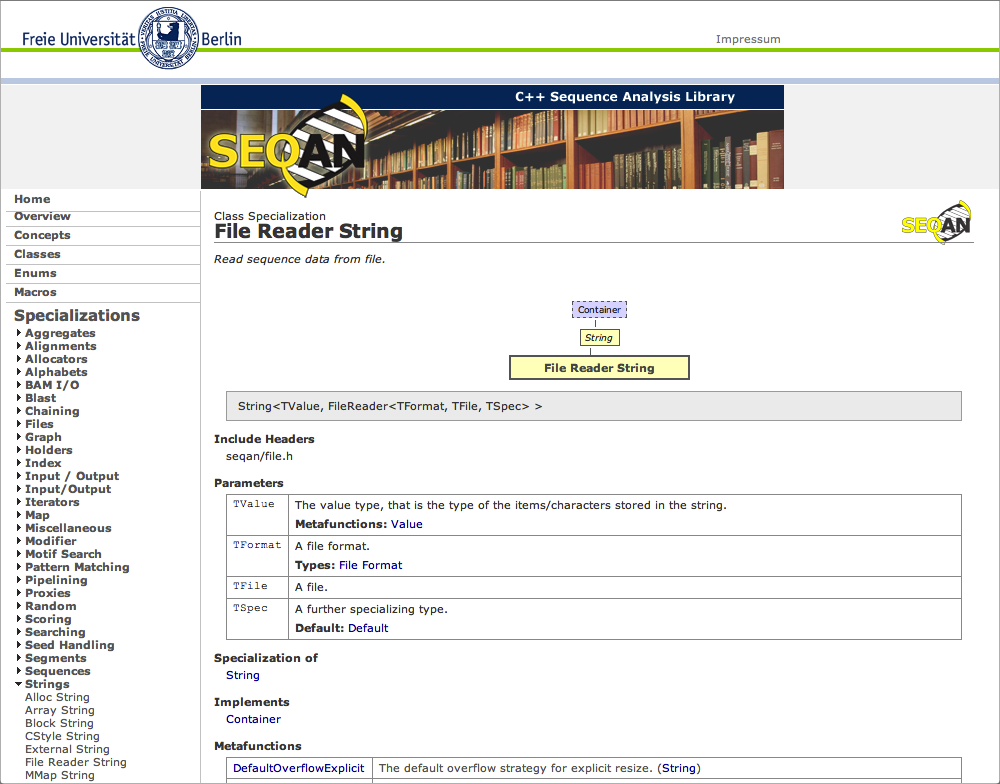 Freie Universität Berlin
Impressum
C++ Sequence Analysis Library
SEQAN
Home
Overview
Concepts
Classes
Enums
Macros
Specializations
Aggregates
Alignments
Allocators
Alphabets
BAM I/O
Blast
Chaining
Files
Graph
Holders
Index
Input / Output
Input/Output
Iterators
Map
Miscellaneous
Modifier
Motif Search
Pattern Matching
Pipelining
Proxies
Random
Scoring
Searching
Seed Handling
Segments
Sequences
Strings
Alloc String
Array String
Block String
CStyle String
External String
File Reader String
MMap String
Class Specialization
File Reader String
SEQAN
Read sequence data from file.
Container
String
File Reader String
String<TValue, FileReader<TFormat, TFile, TSpec> >
Include Headers
seqan/file.h
Parameters
TValue The value type, that is the type of the items/characters stored in the string.
Metafunctions: Value
TFormat A file format.
Types: File Format
TFile A file.
TSpec A further specializing type.
Default: Default
Specialization of
String
Implements
Container
Metafunctions
DefaultOverflowExplicit The default overflow strategy for explicit resize. (String)